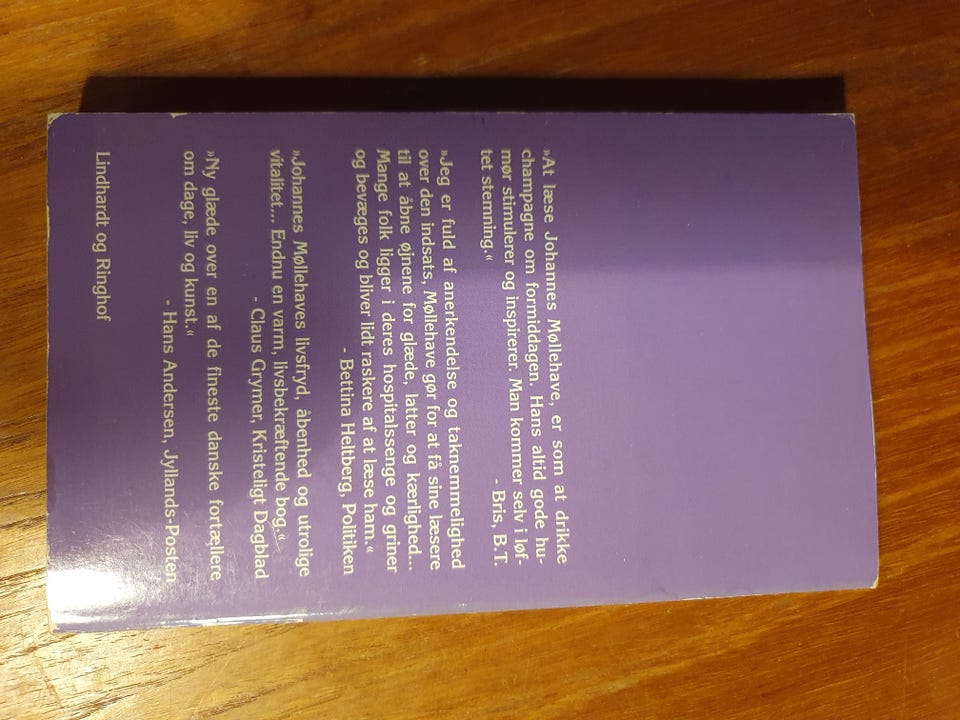 »At læse Johannes Møllehave, er som at drikke
champagne om formiddagen. Hans altid gode hu-
mør stimulerer og inspirerer. Man kommer selv i løf-
tet stemning.«
- Bris, B.T.
»Jeg er fuld af anerkendelse og taknemmelighed
over den indsats, Møllehave gør for at få sine læsere
til at åbne øjnene for glæde, latter og kærlighed...
Mange folk ligger i deres hospitalssenge og griner
og bevæges og bliver lidt raskere af at læse ham.«
- Bettina Heltberg, Politiken
»Johannes Møllehaves livsfryd, åbenhed og utrolige
vitalitet... Endnu en varm, livsbekræftende bog.«
- Claus Grymer, Kristeligt Dagblad
»Ny glæde over en af de fineste danske fortællere
om dage, liv og kunst.«
- Hans Andersen, Jyllands-Posten
Lindhardt og Ringhof